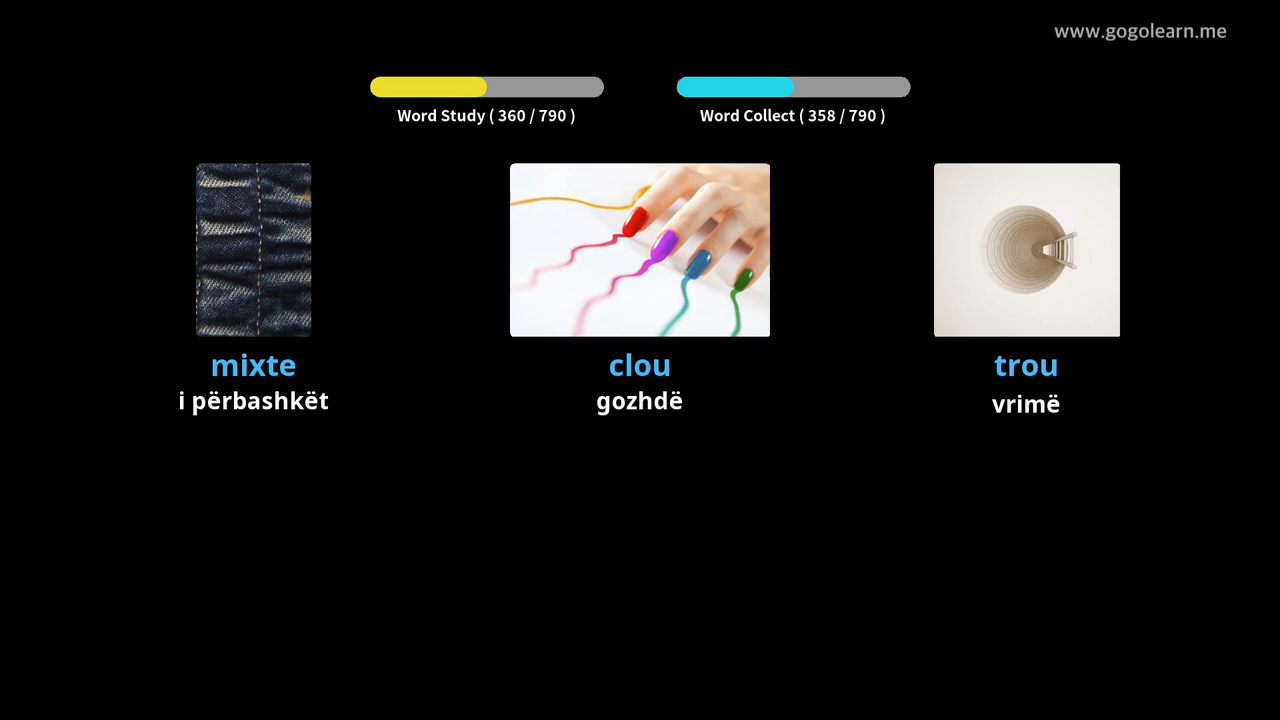 www.gogolearn.me
Word Study ( 360 / 790 )
Word Collect ( 358 / 790 )
mixte
i përbashkët
clou
gozhdë
trou
vrimë